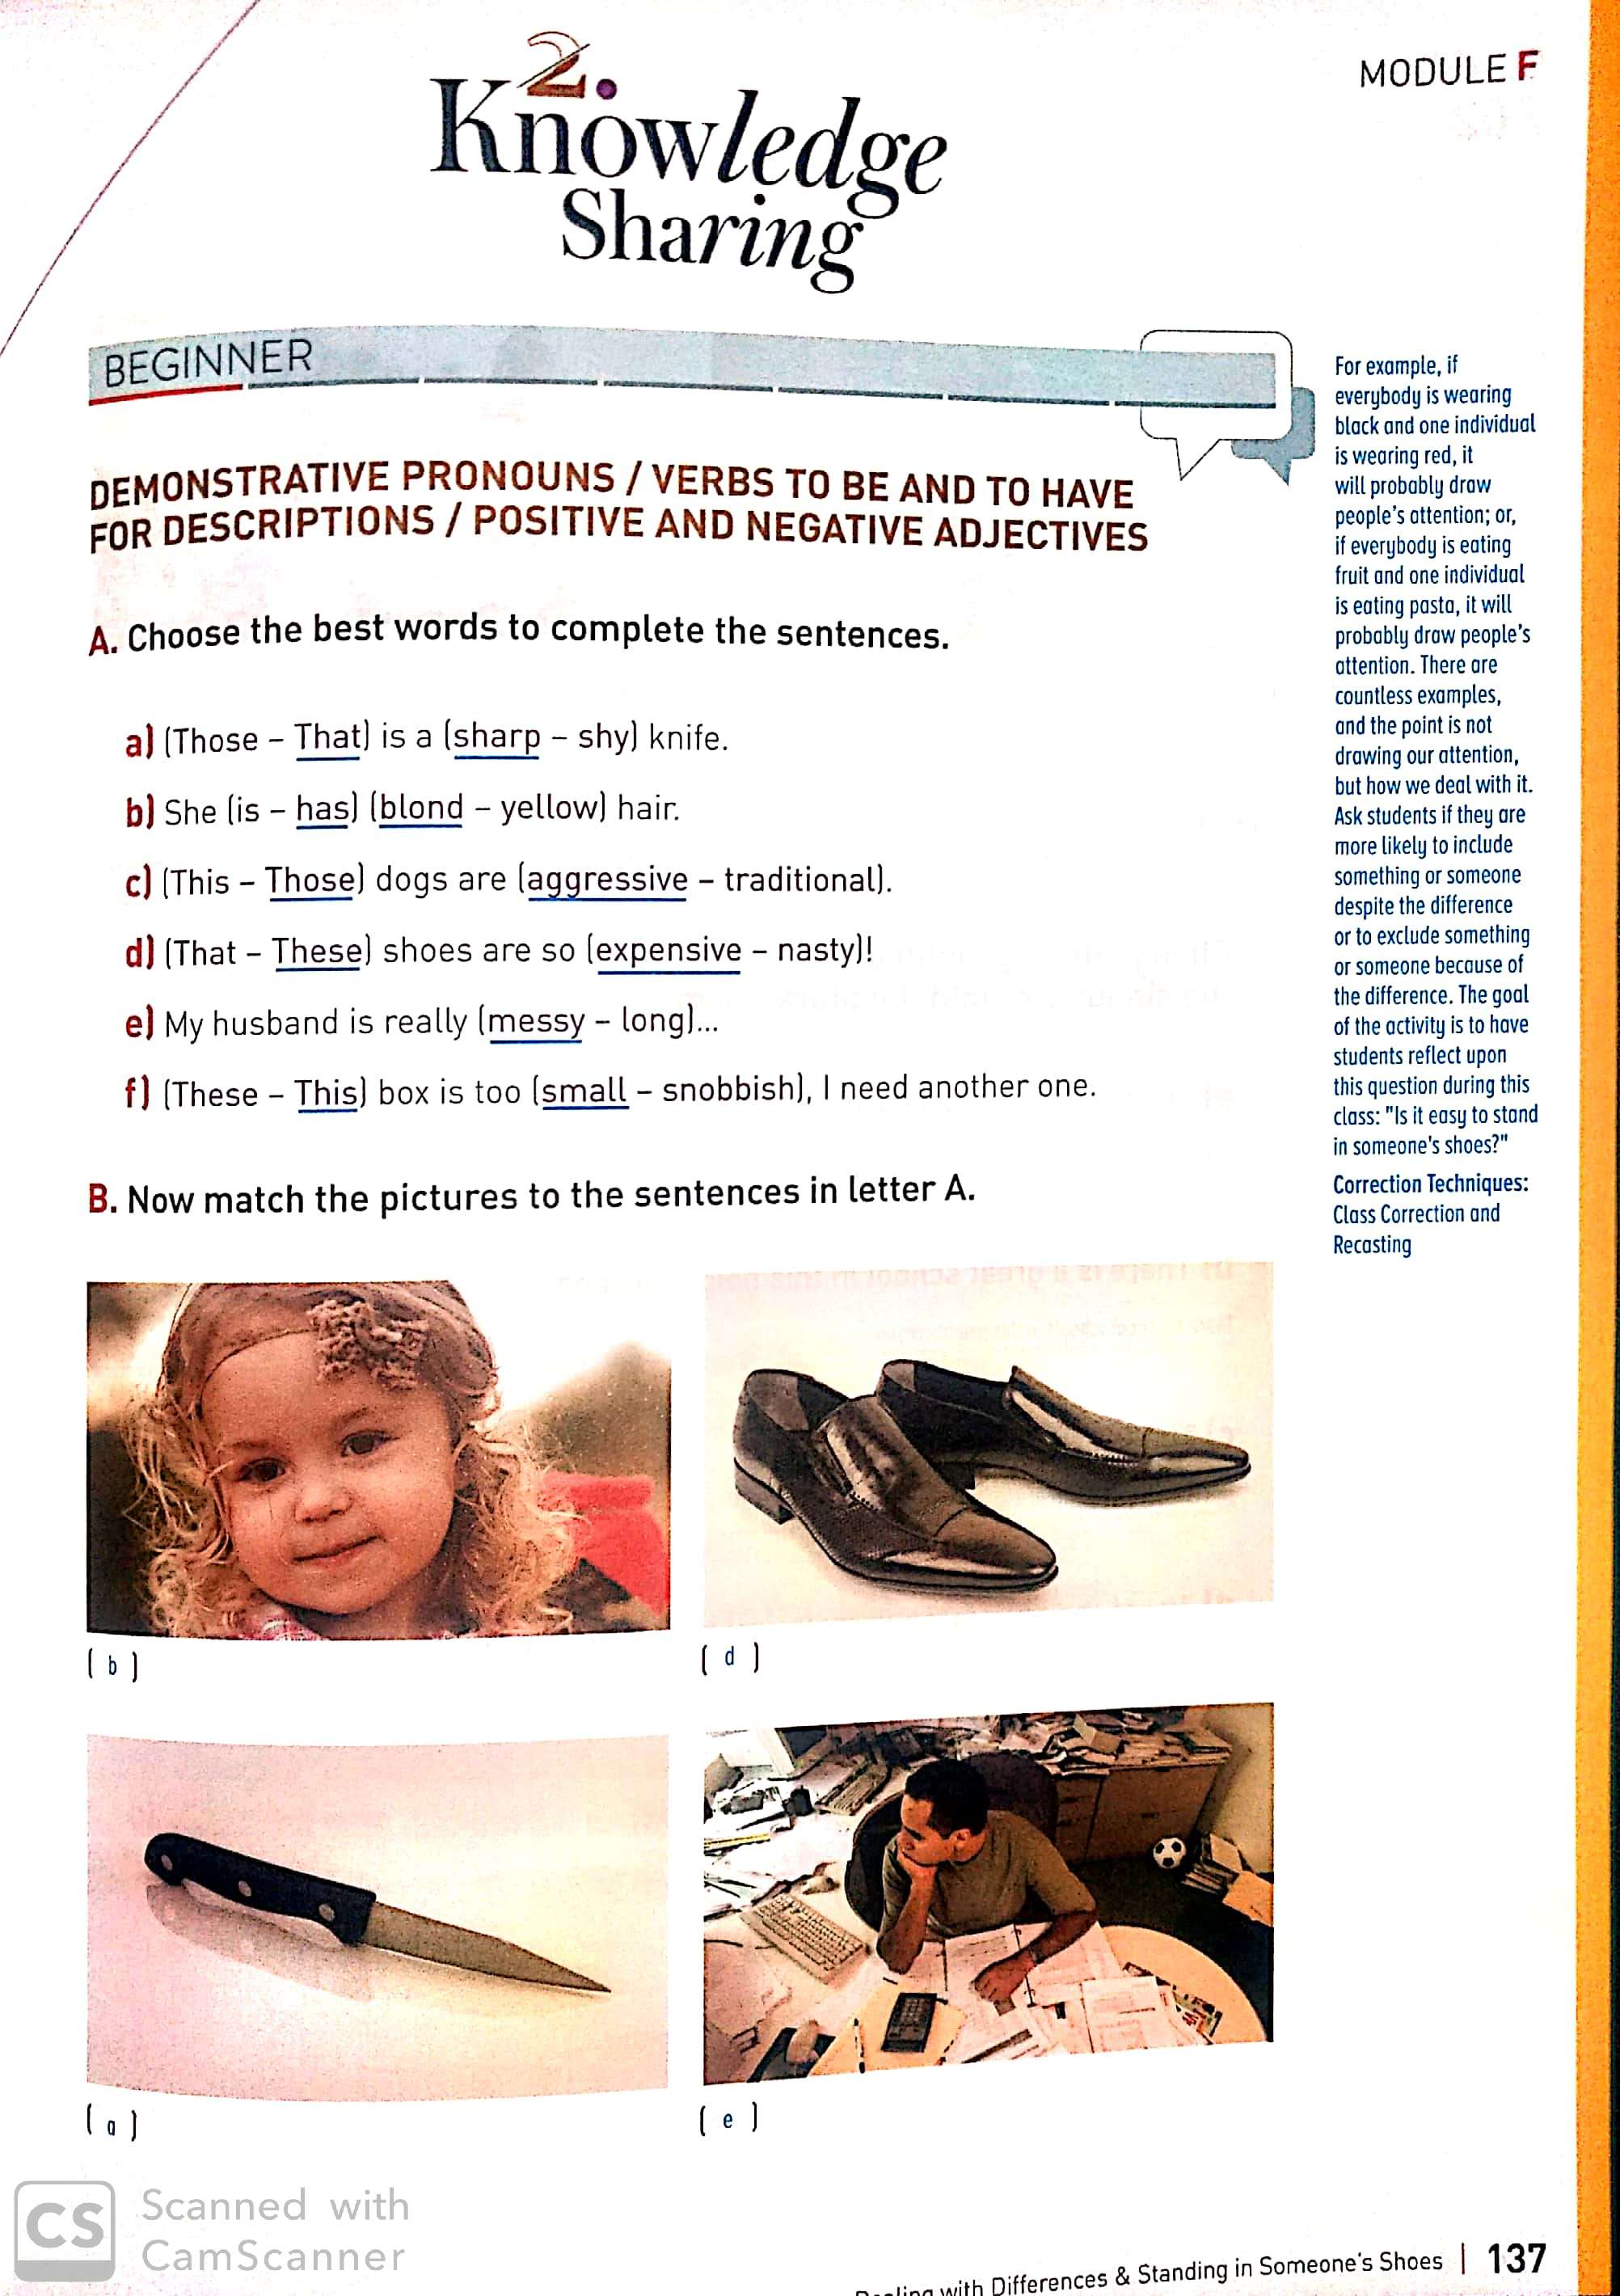 MODULE F
2.
Knowledge
Sharing
BEGINNER
DEMONSTRATIVE PRONOUNS / VERBS TO BE AND TO HAVE
FOR DESCRIPTIONS / POSITIVE AND NEGATIVE ADJECTIVES
A. Choose the best words to complete the sentences.
a) (Those – That) is a (sharp – shy) knife.
b) She (is – has) (blond – yellow) hair.
c) (This – Those) dogs are (aggressive – traditional).
d) (That – These) shoes are so (expensive – nasty)!
e) My husband is really (messy – long)...
f) (These – This) box is too (small – snobbish), I need another one.
B. Now match the pictures to the sentences in letter A.
( b )
( d )
( a )
( e )
For example, if
everybody is wearing
black and one individual
is wearing red, it
will probably draw
people's attention; or,
if everybody is eating
fruit and one individual
is eating pasta, it will
probably draw people's
attention. There are
countless examples,
and the point is not
drawing our attention,
but how we deal with it.
Ask students if they are
more likely to include
something or someone
despite the difference
or to exclude something
or someone because of
the difference. The goal
of the activity is to have
students reflect upon
this question during this
class: "Is it easy to stand
in someone's shoes?"
Correction Techniques:
Class Correction and
Recasting
CS
Scanned with
CamScanner
with Differences & Standing in Someone's Shoes | 137